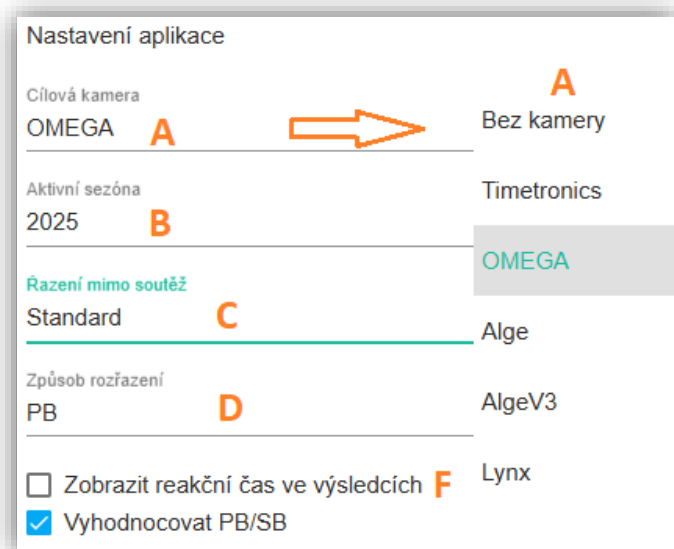 Nastavení aplikace
Cílová kamera
OMEGA A
Aktivní sezóna
2025 B
Řazení mimo soutěž
Standard C
Způsob rozřazení
PB D
Zobrazit reakční čas ve výsledcích F
Vyhodnocovat PB/SB
A
Bez kamery
Timetronics
OMEGA
Alge
AlgeV3
Lynx